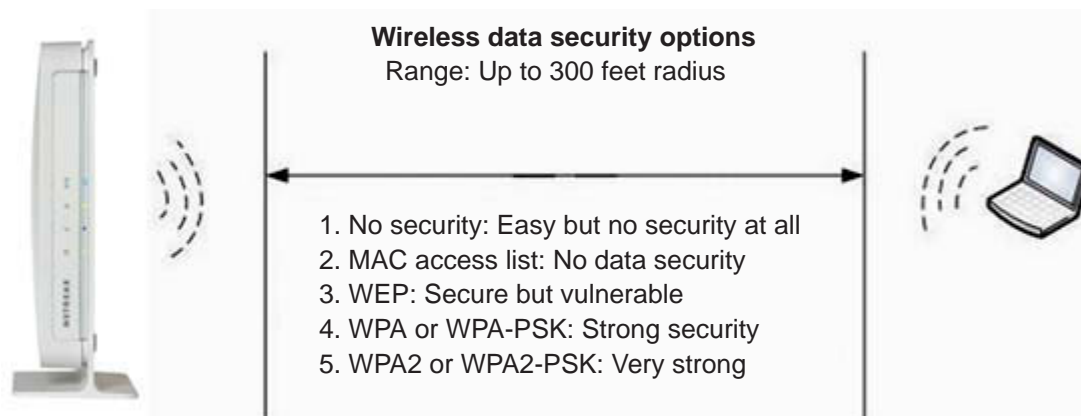 Wireless data security options
Range: Up to 300 feet radius
1. No security: Easy but no security at all
2. MAC access list: No data security
3. WEP: Secure but vulnerable
4. WPA or WPA-PSK: Strong security
5. WPA2 or WPA2-PSK: Very strong
NETGEAR